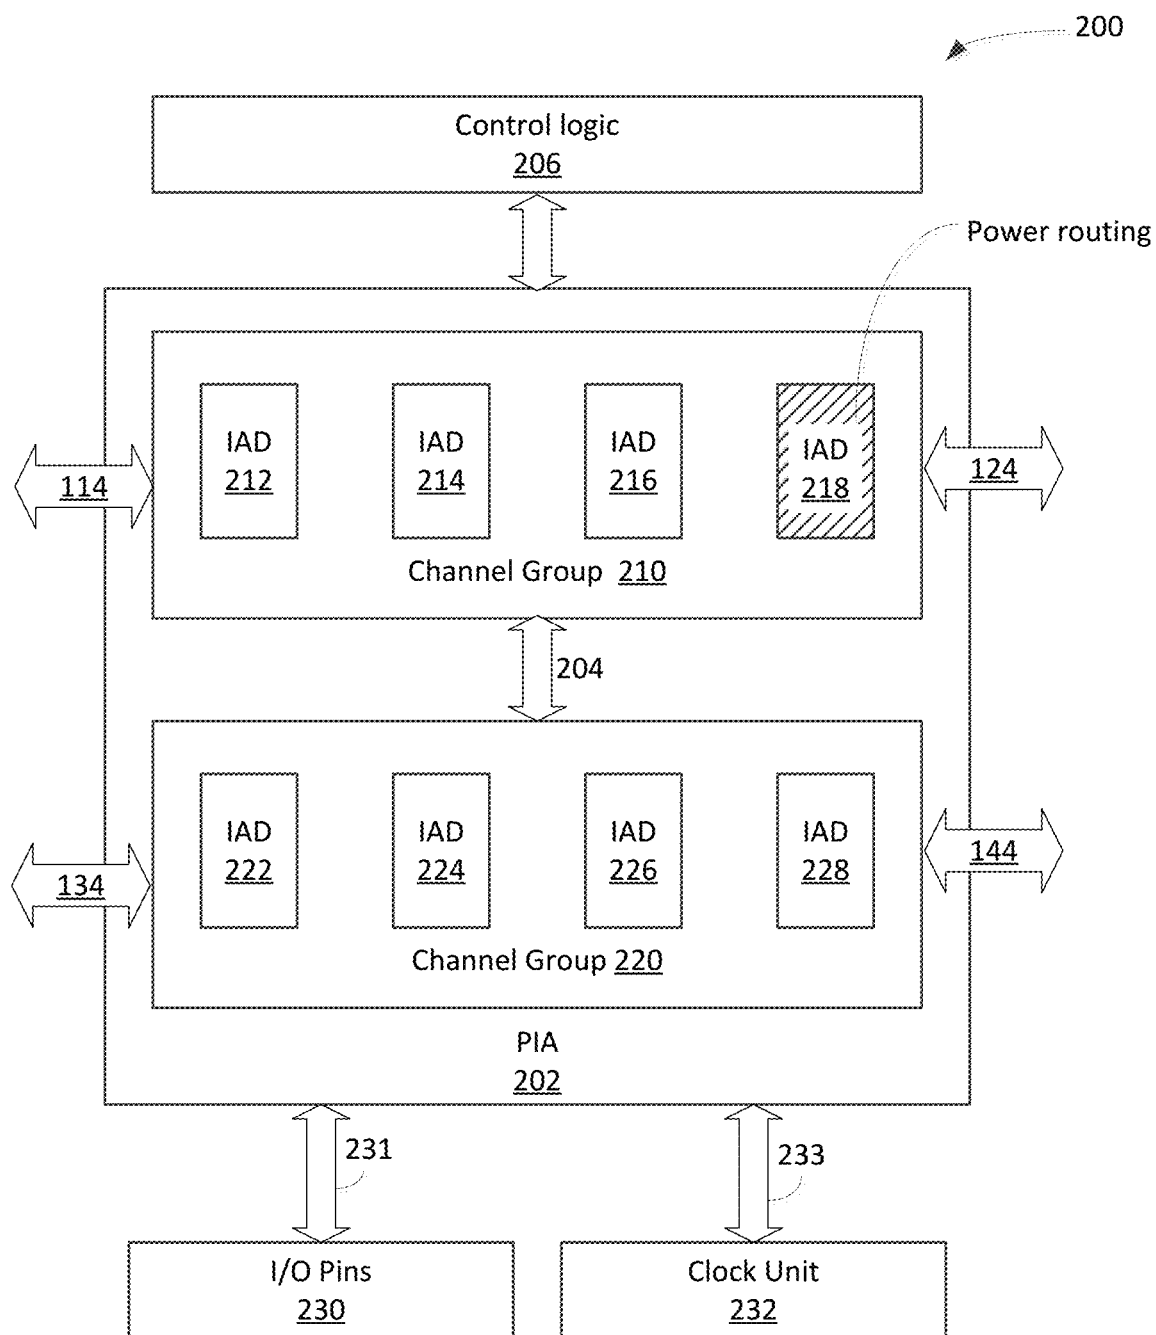 200
Control logic
206
Power routing
IAD
212
IAD
214
IAD
216
IAD
218
114
124
Channel Group 210
204
IAD
222
IAD
224
IAD
226
IAD
228
134
144
Channel Group 220
PIA
202
231
233
I/O Pins
230
Clock Unit
232